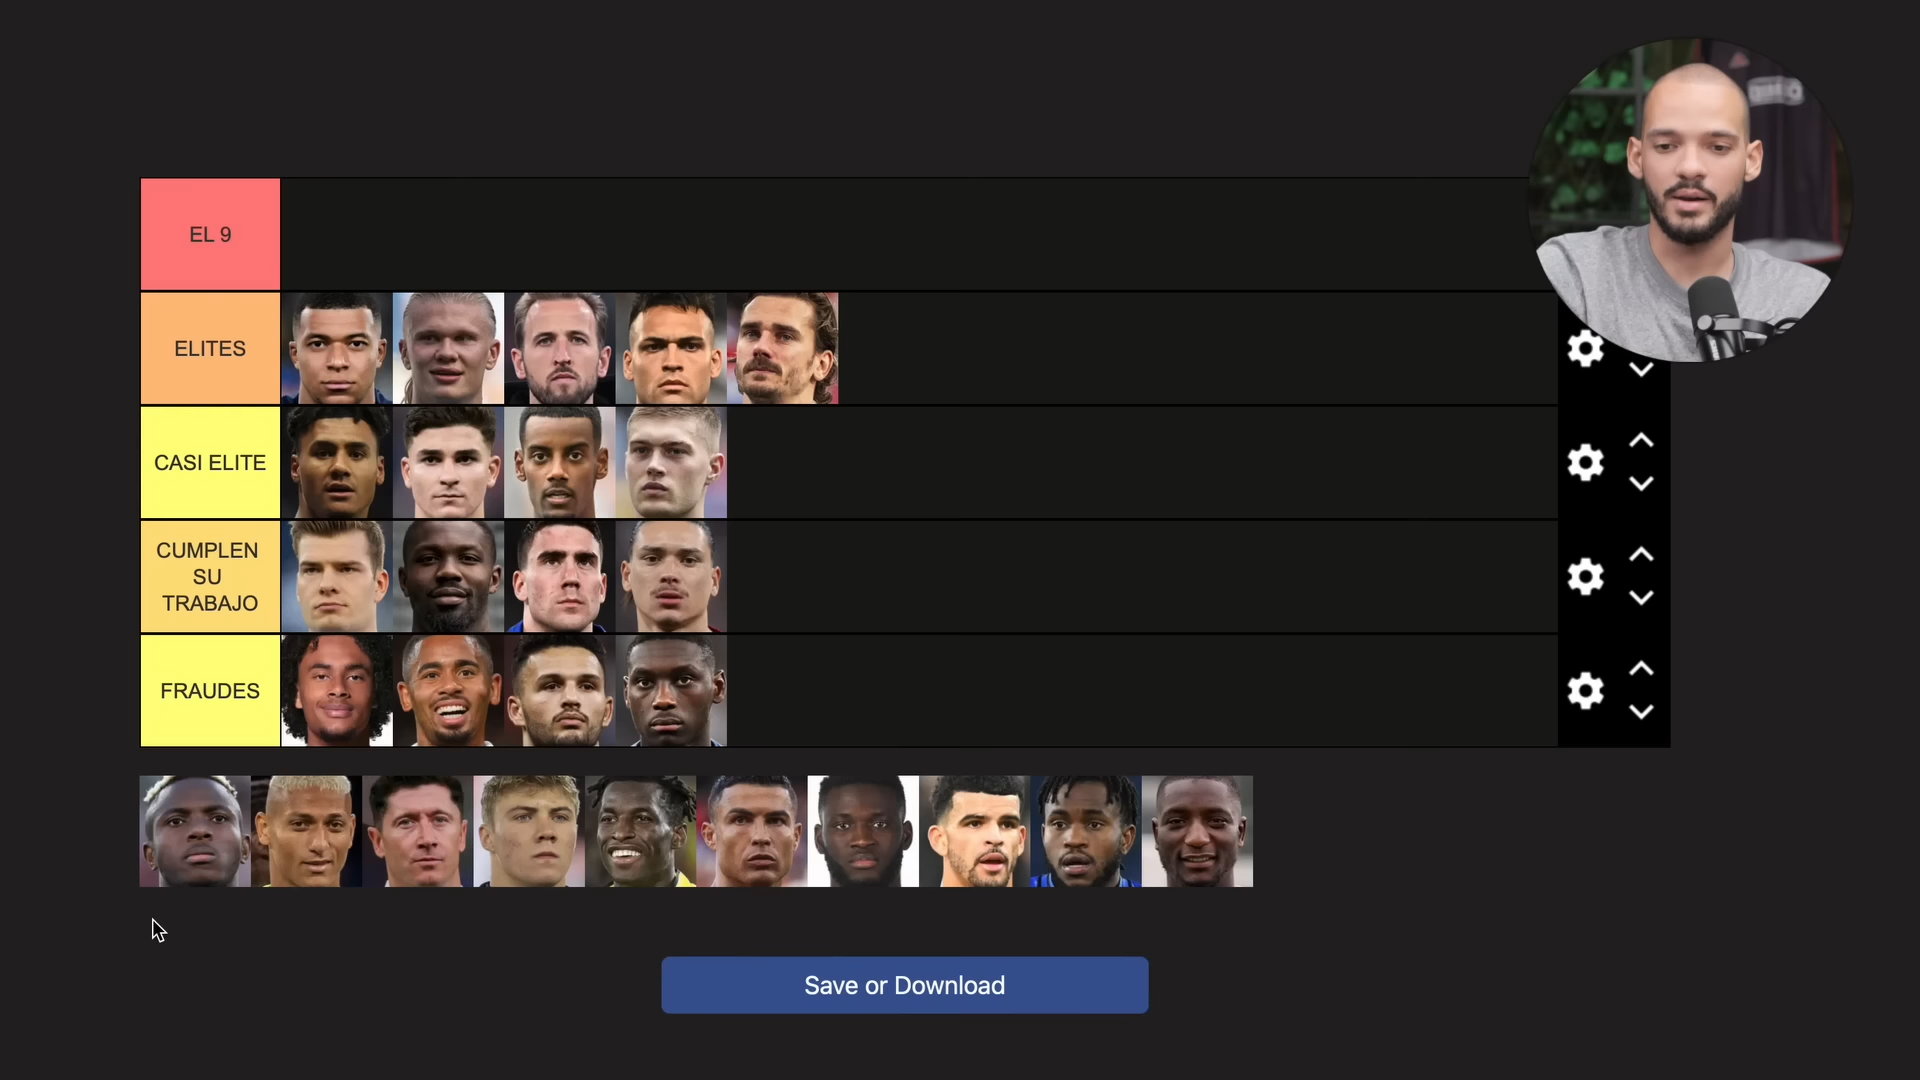 EL 9
ELITES
CASI ELITE
CUMPLEN
SU
TRABAJO
FRAUDES
Save or Download